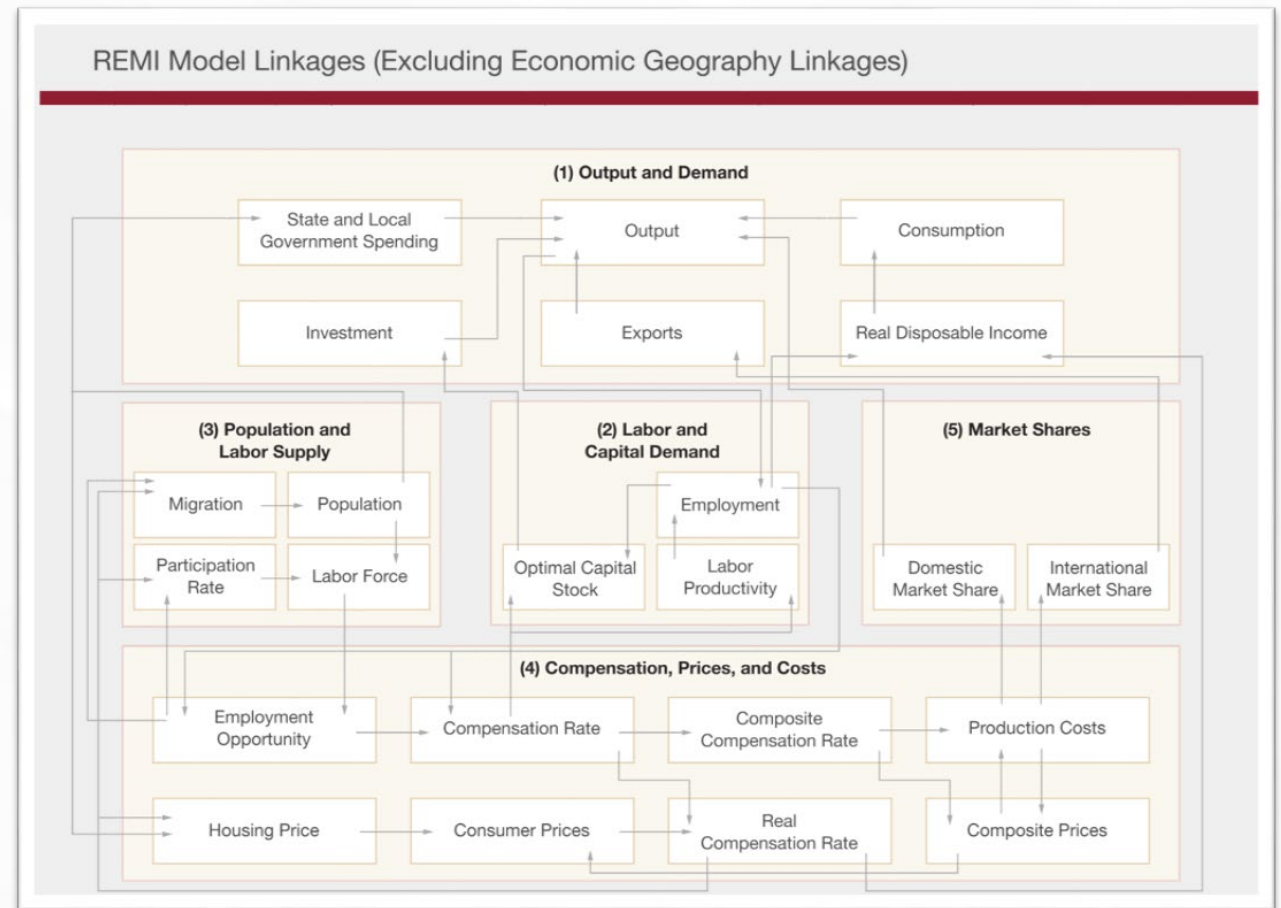 REMI Model Linkages (Excluding Economic Geography Linkages)
(1) Output and Demand
State and Local
Government Spending
Output
Consumption
Investment
Exports
Real Disposable Income
(3) Population and
Labor Supply
Migration
Population
Participation
Rate
Labor Force
(2) Labor and
Capital Demand
Employment
Optimal Capital
Stock
Labor
Productivity
(5) Market Shares
Domestic
Market Share
International
Market Share
(4) Compensation, Prices, and Costs
Employment
Opportunity
Compensation Rate
Composite
Compensation Rate
Production Costs
Housing Price
Consumer Prices
Real
Compensation Rate
Composite Prices